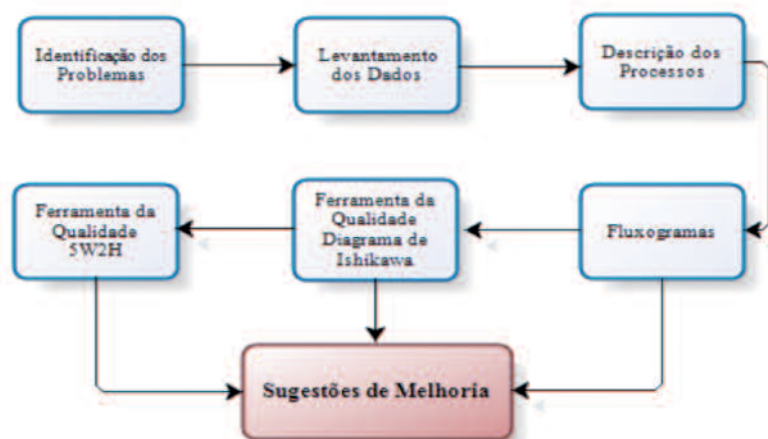 Identificação dos
Problemas
Levantamento
dos Dados
Descrição dos
Processos
Ferramenta da
Qualidade
5W2H
Ferramenta da
Qualidade
Diagrama de
Ishikawa
Fluxogramas
Sugestões de Melhoria